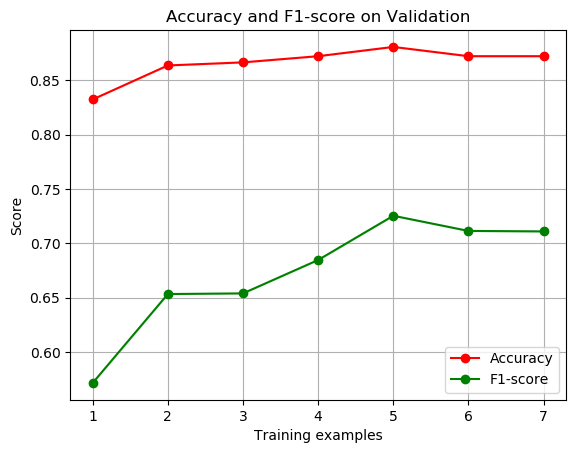 Accuracy and F1-score on Validation
Score
0.85
0.80
0.75
0.70
0.65
0.60
Accuracy
F1-score
1 2 3 4 5 6 7
Training examples